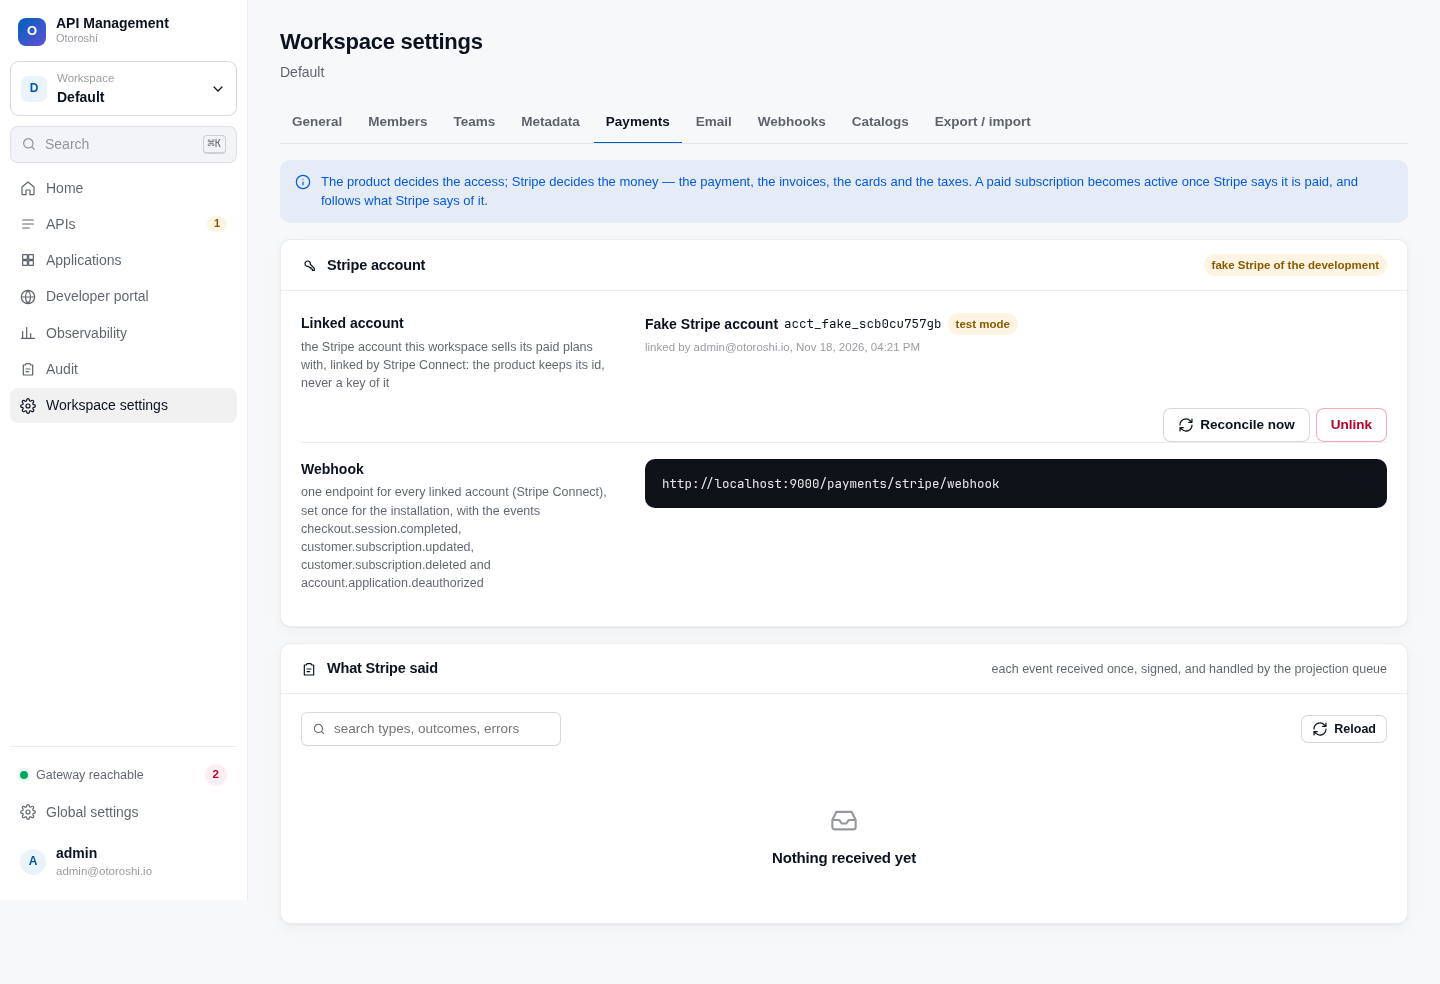 O
API Management
Otoroshi
D
Workspace
Default
Search
⌘K
Home
APIs
1
Applications
Developer portal
Observability
Audit
Workspace settings
Gateway reachable
2
Global settings
A
admin
admin@otoroshi.io
Workspace settings
Default
General
Members
Teams
Metadata
Payments
Email
Webhooks
Catalogs
Export / import
The product decides the access; Stripe decides the money — the payment, the invoices, the cards and the taxes. A paid subscription becomes active once Stripe says it is paid, and
follows what Stripe says of it.
Stripe account
fake Stripe of the development
Linked account
the Stripe account this workspace sells its paid plans
with, linked by Stripe Connect: the product keeps its id,
never a key of it
Fake Stripe account acct_fake_scb0cu757gb test mode
linked by admin@otoroshi.io, Nov 18, 2026, 04:21 PM
Reconcile now
Unlink
Webhook
one endpoint for every linked account (Stripe Connect),
set once for the installation, with the events
checkout.session.completed,
customer.subscription.updated,
customer.subscription.deleted and
account.application.deauthorized
http://localhost:9000/payments/stripe/webhook
What Stripe said
each event received once, signed, and handled by the projection queue
search types, outcomes, errors
Reload
Nothing received yet